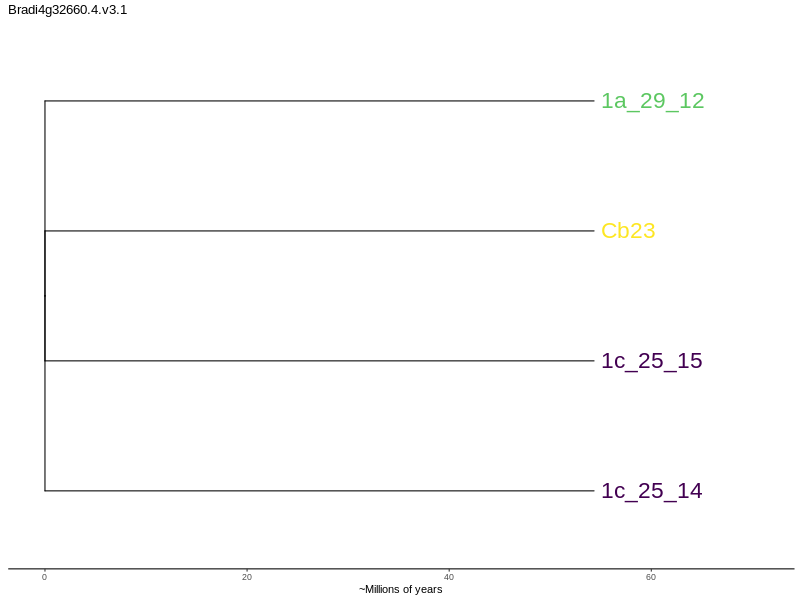 Bradi4g32660.4.v3.1
1a_29_12
Cb23
1c_25_15
1c_25_14
0 20 40 60
~Millions of years